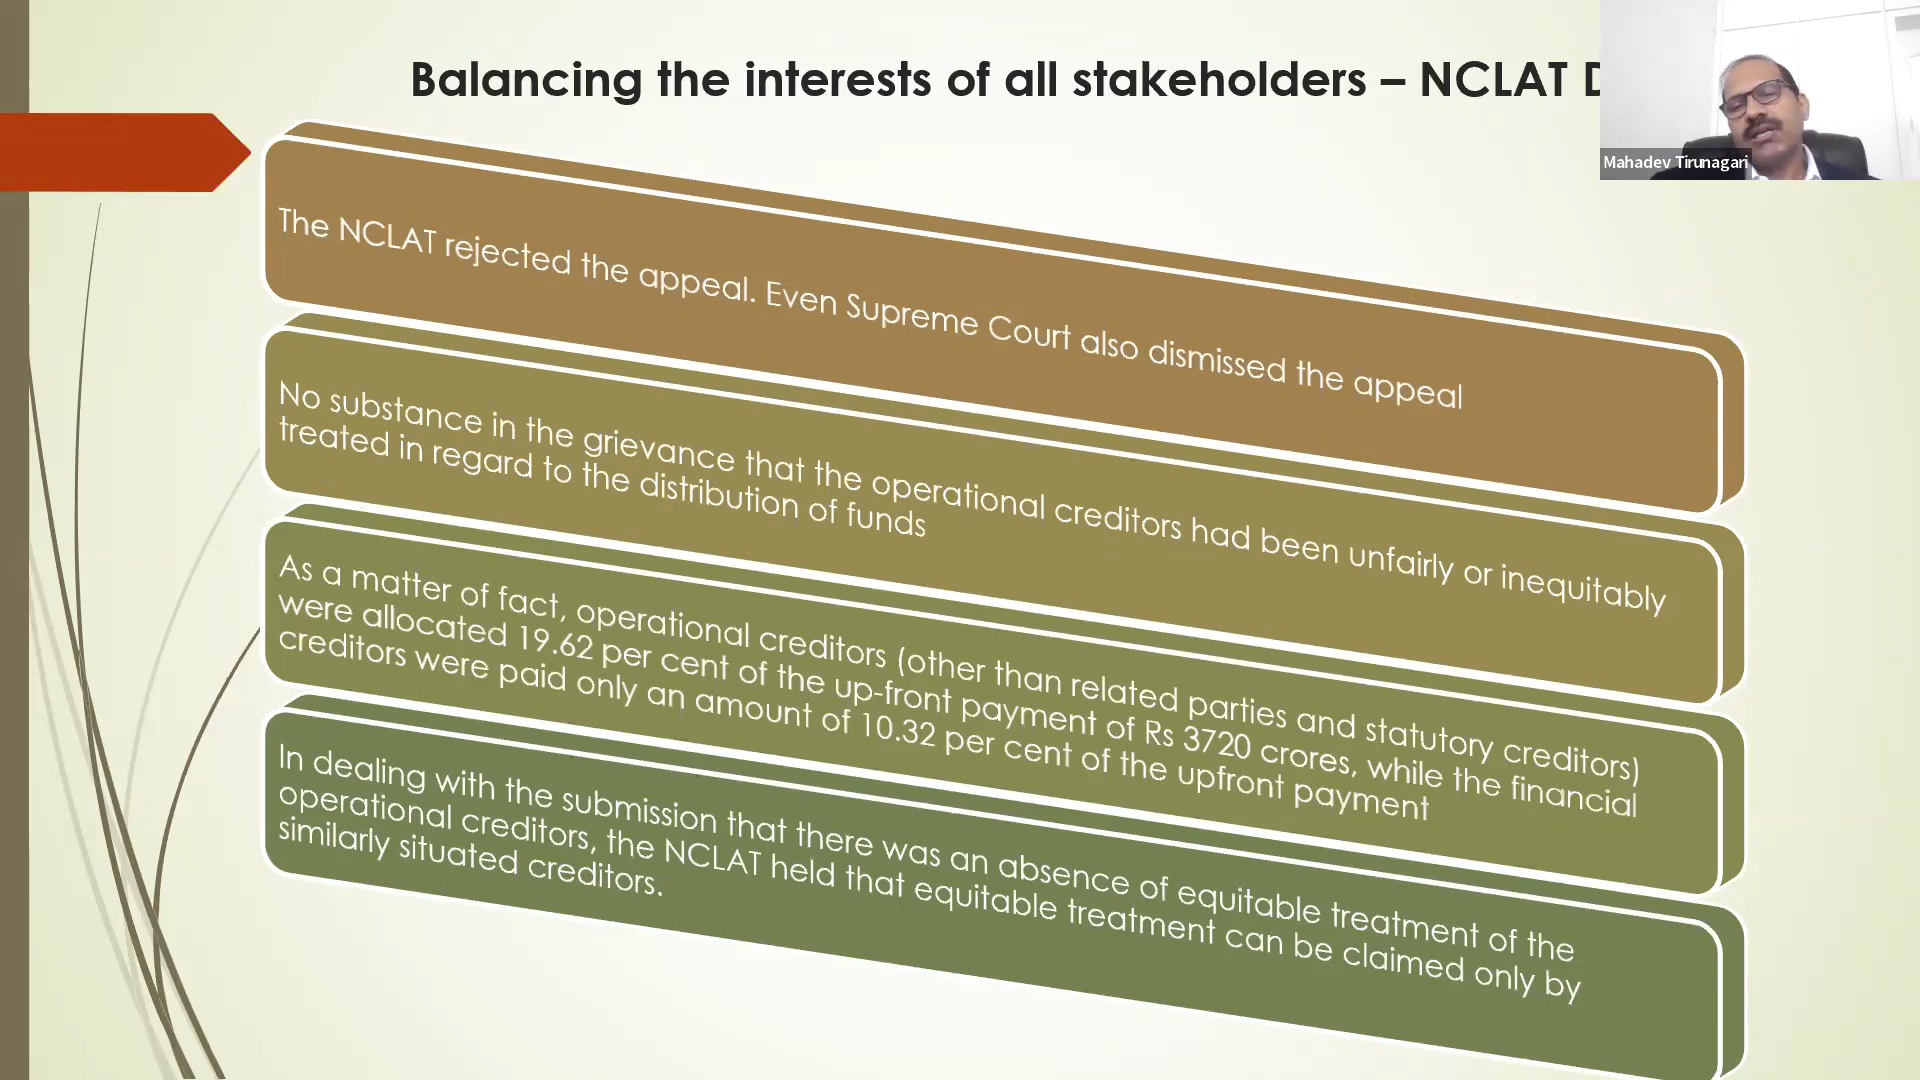 Balancing the interests of all stakeholders – NCLAT D
Mahadev Tirunagari
The NCLAT rejected the appeal. Even Supreme Court also dismissed the appeal
No substance in the grievance that the operational creditors had been unfairly or inequitably
treated in regard to the distribution of funds
As a matter of fact, operational creditors (other than related parties and statutory creditors)
were allocated 19.62 per cent of the up-front payment of Rs 3720 crores, while the financial
creditors were paid only an amount of 10.32 per cent of the upfront payment
In dealing with the submission that there was an absence of equitable treatment of the
operational creditors, the NCLAT held that equitable treatment can be claimed only by
similarly situated creditors.